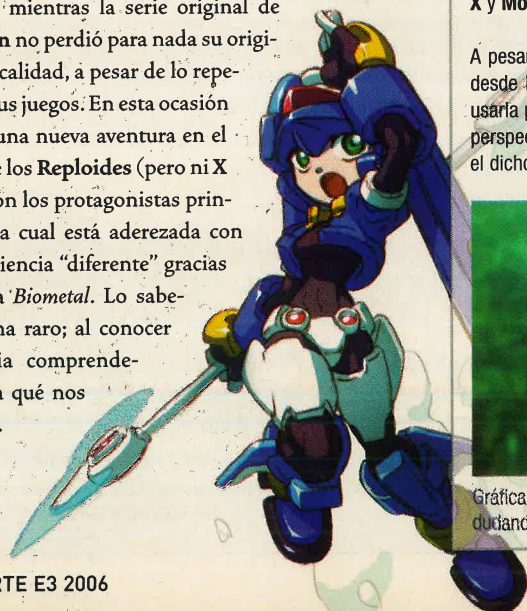 mientras la serie original de
n no perdió para nada su origi-
calidad, a pesar de lo repe-
us juegos. En esta ocasión
una nueva aventura en el
e los Reploides (pero ni X
on los protagonistas prin-
a cual está aderezada con
iencia "diferente" gracias
a Biometal. Lo sabe-
na raro; al conocer
ia comprende-
a qué nos
RTE E3 2006
X y Mo
A pesar
desde
usarla p
perspec
el dicho
Gráfica
dudand